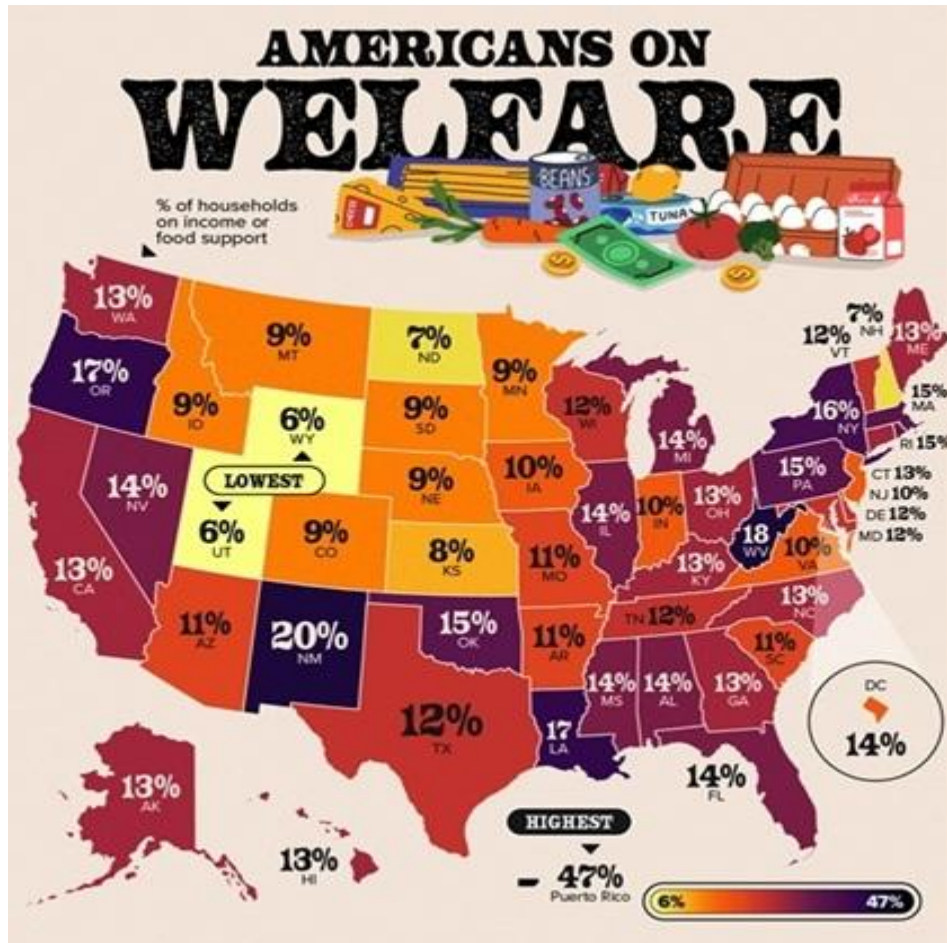 AMERICANS ON
WELFARE
BEANS
TUNA
% of households
on income or
food support
13%
WA
9%
MT
7%
ND
9%
MN
7%
NH
12%
VT
13%
ME
17%
OR
9%
ID
6%
WY
9%
SD
12%
WI
14%
MI
16%
NY
15%
MA
RI 15%
CT 13%
NJ 10%
DE 12%
MD 12%
LOWEST
14%
NV
6%
UT
9%
CO
9%
NE
10%
IA
14%
IL
10%
IN
13%
OH
15%
PA
13%
CA
8%
KS
11%
MO
13%
KY
18
WV
10%
VA
11%
AZ
20%
NM
15%
OK
11%
AR
TN 12%
13%
NC
11%
SC
12%
TX
17
LA
14%
MS
14%
AL
13%
GA
DC
14%
13%
AK
13%
HI
14%
FL
HIGHEST
47%
Puerto Rico
6%
47%